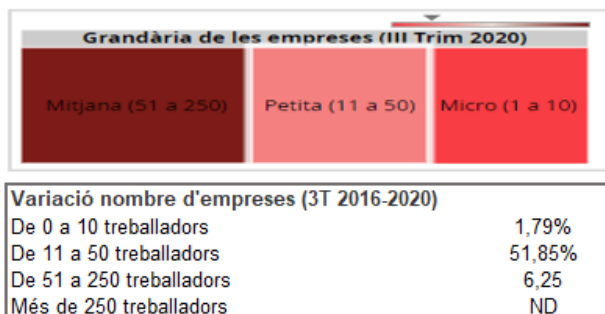 Grandària de les empreses (III Trim 2020)
Mitjana (51 a 250) Petita (11 a 50) Micro (1 a 10)
Variació nombre d'empreses (3T 2016-2020)
De 0 a 10 treballadors 1,79%
De 11 a 50 treballadors 51,85%
De 51 a 250 treballadors 6,25
Més de 250 treballadors ND